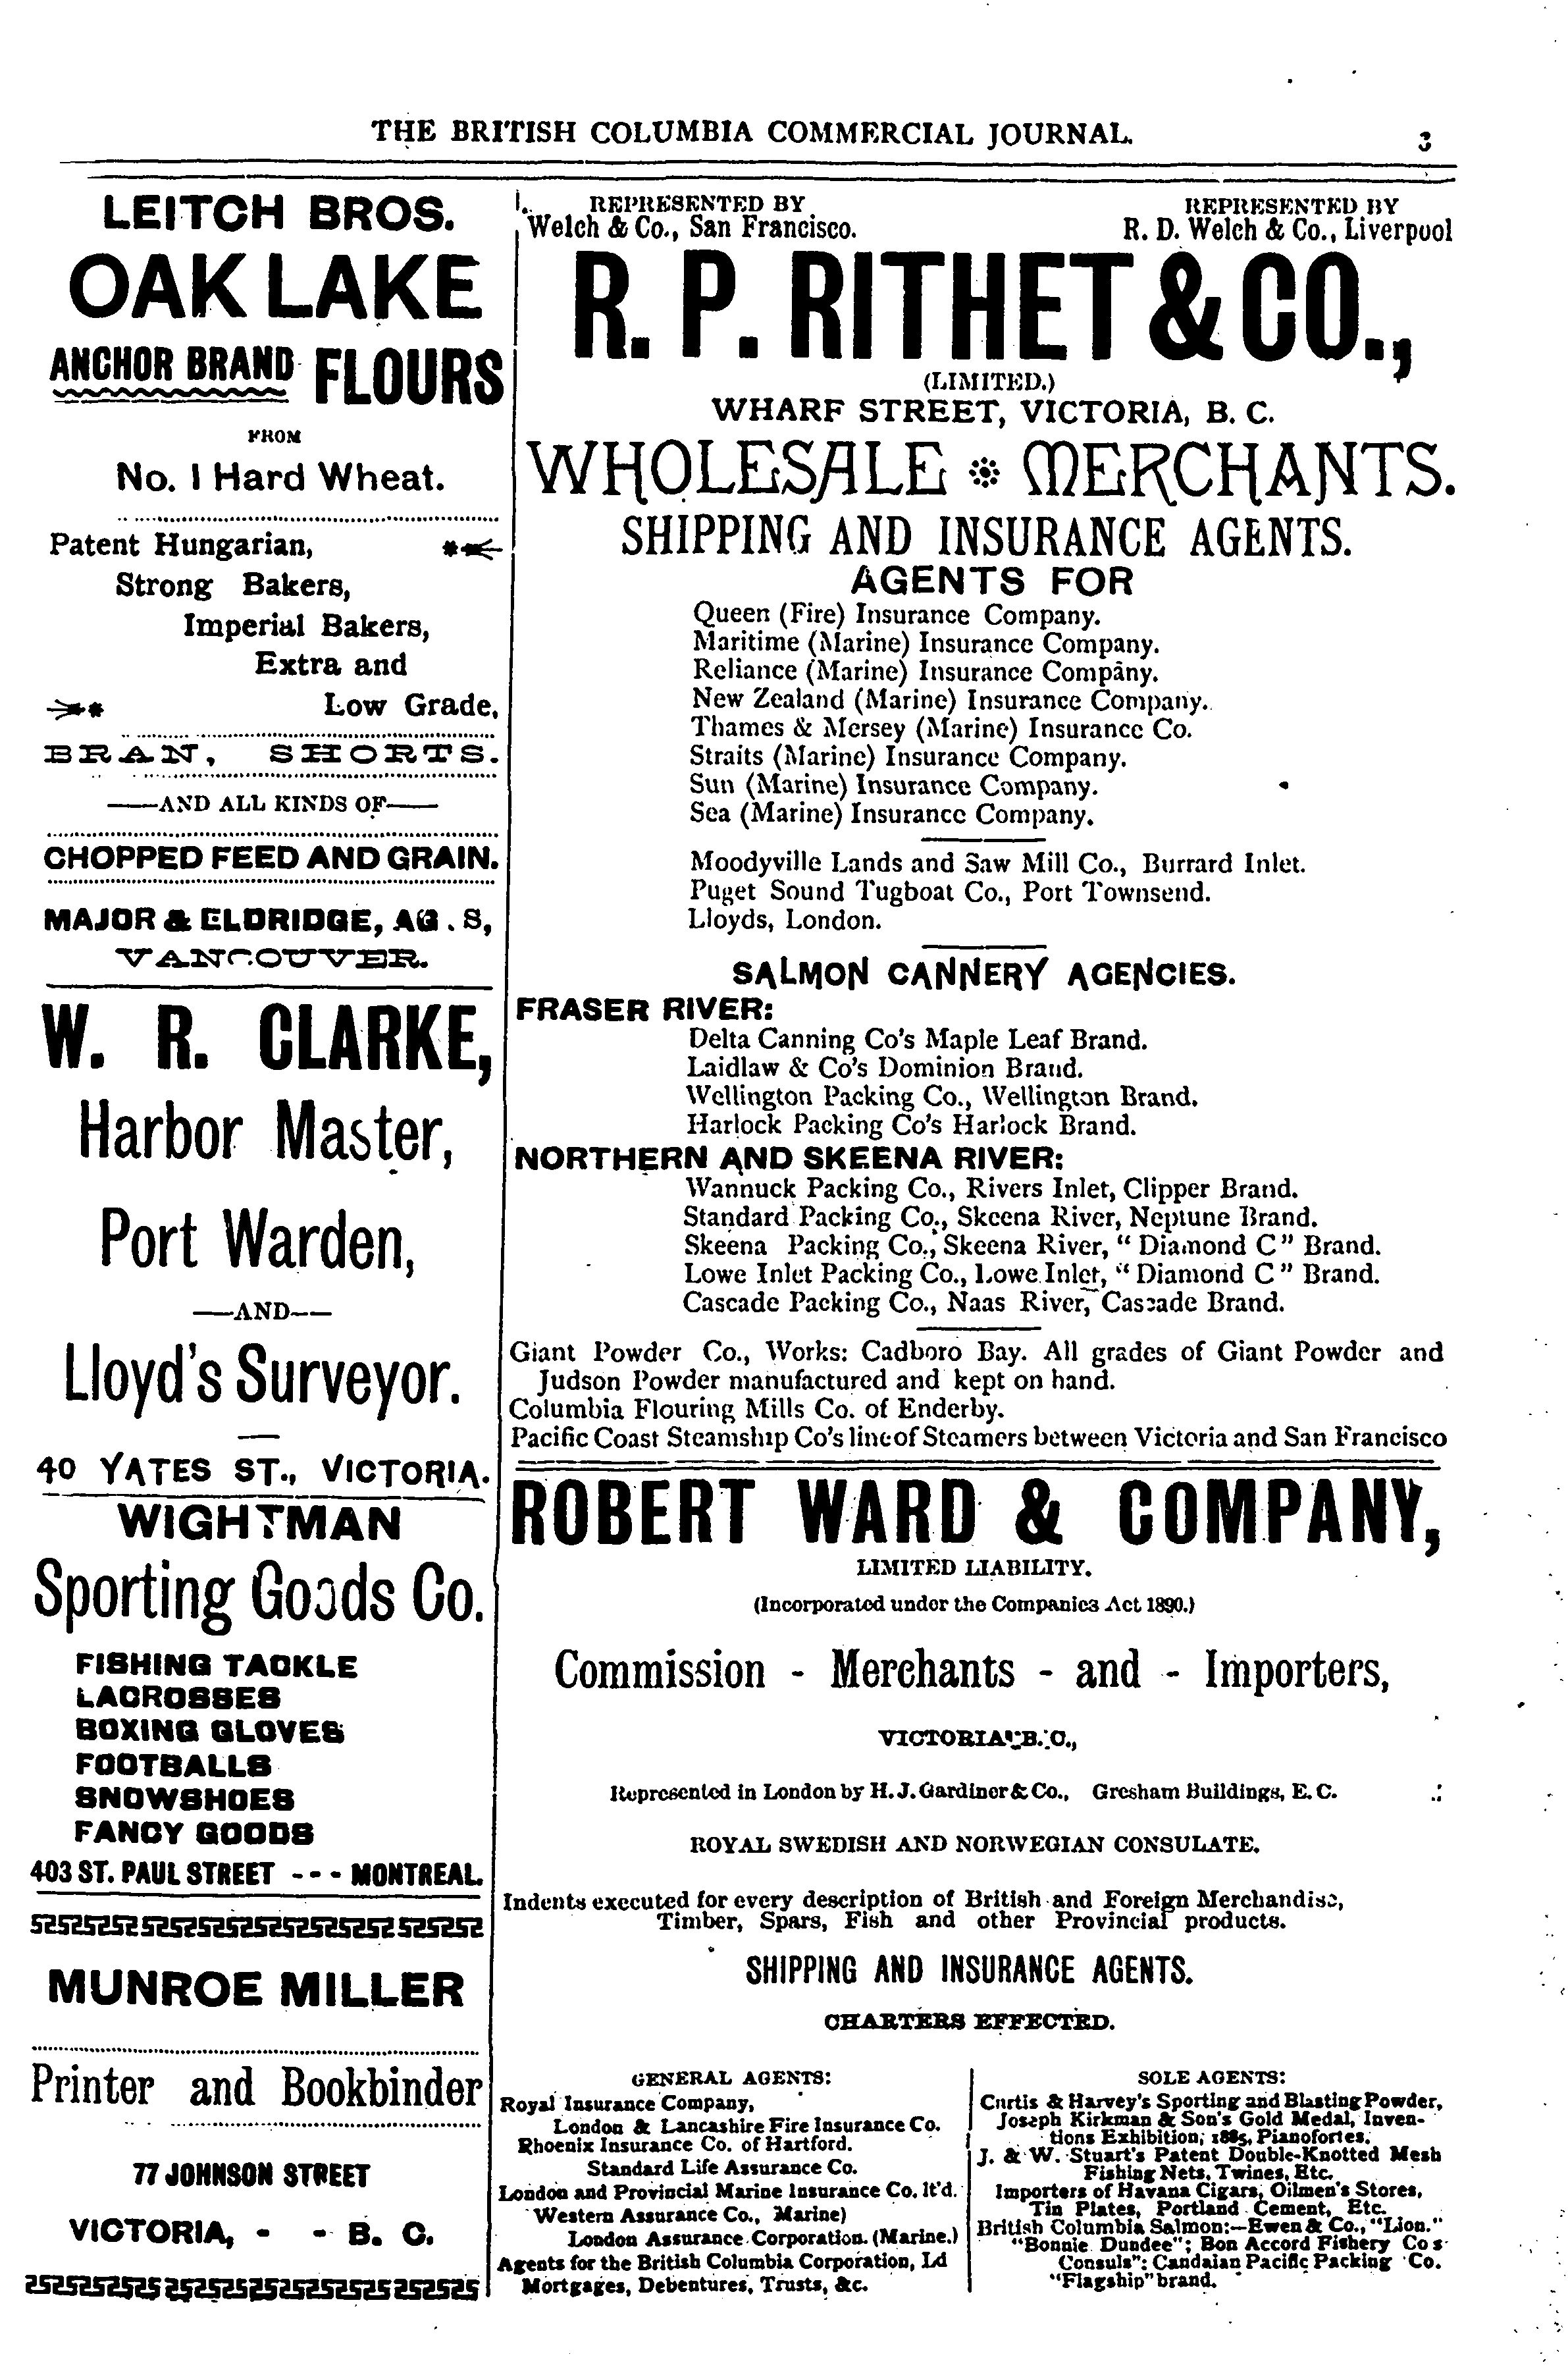 THE BRITISH COLUMBIA COMMERCIAL JOURNAL. 3
LEITCH BROS.
OAK LAKE
ANCHOR BRAND FLOURS
FROM
No. 1 Hard Wheat.
Patent Hungarian,
Strong Bakers,
Imperial Bakers,
Extra and
Low Grade,
BRAN, SHORTS.
AND ALL KINDS OF
CHOPPED FEED AND GRAIN.
MAJOR & ELDRIDGE, AG . S,
VANCOUVER.
W. R. CLARKE,
Harbor Master,
Port Warden,
—AND—
Lloyd's Surveyor.
40 YATES ST., VICTORIA.
WIGHTMAN
Sporting Goods Co.
FISHING TACKLE
LACROSSES
BOXING GLOVES
FOOTBALLS
SNOWSHOES
FANCY GOODS
403 ST. PAUL STREET - - - MONTREAL.
MUNROE MILLER
Printer and Bookbinder
77 JOHNSON STREET
VICTORIA, - - B. C.
REPRESENTED BY
Welch & Co., San Francisco.
REPRESENTED BY
R. D. Welch & Co., Liverpool
R. P. RITHET & CO.,
(LIMITED.)
WHARF STREET, VICTORIA, B. C.
WHOLESALE MERCHANTS.
SHIPPING AND INSURANCE AGENTS.
AGENTS FOR
Queen (Fire) Insurance Company.
Maritime (Marine) Insurance Company.
Reliance (Marine) Insurance Company.
New Zealand (Marine) Insurance Company.
Thames & Mersey (Marine) Insurance Co.
Straits (Marine) Insurance Company.
Sun (Marine) Insurance Company.
Sea (Marine) Insurance Company.
Moodyville Lands and Saw Mill Co., Burrard Inlet.
Puget Sound Tugboat Co., Port Townsend.
Lloyds, London.
SALMON CANNERY AGENCIES.
FRASER RIVER:
Delta Canning Co's Maple Leaf Brand.
Laidlaw & Co's Dominion Brand.
Wellington Packing Co., Wellington Brand.
Harlock Packing Co's Harlock Brand.
NORTHERN AND SKEENA RIVER:
Wannuck Packing Co., Rivers Inlet, Clipper Brand.
Standard Packing Co., Skeena River, Neptune Brand.
Skeena Packing Co., Skeena River, "Diamond C" Brand.
Lowe Inlet Packing Co., Lowe Inlet, "Diamond C" Brand.
Cascade Packing Co., Naas River, Cascade Brand.
Giant Powder Co., Works: Cadboro Bay. All grades of Giant Powder and
Judson Powder manufactured and kept on hand.
Columbia Flouring Mills Co. of Enderby.
Pacific Coast Steamship Co's line of Steamers between Victoria and San Francisco
ROBERT WARD & COMPANY,
LIMITED LIABILITY.
(Incorporated under the Companies Act 1890.)
Commission - Merchants - and - Importers,
VICTORIA, B. C.,
Represented in London by H. J. Gardiner & Co., Gresham Buildings, E. C.
ROYAL SWEDISH AND NORWEGIAN CONSULATE.
Indents executed for every description of British and Foreign Merchandise,
Timber, Spars, Fish and other Provincial products.
SHIPPING AND INSURANCE AGENTS.
CHARTERS EFFECTED.
GENERAL AGENTS:
Royal Insurance Company,
London & Lancashire Fire Insurance Co.
Phoenix Insurance Co. of Hartford.
Standard Life Assurance Co.
London and Provincial Marine Insurance Co. lt'd.
Western Assurance Co., Marine)
London Assurance Corporation. (Marine.)
Agents for the British Columbia Corporation, Ld
Mortgages, Debentures, Trusts, &c.
SOLE AGENTS:
Curtis & Harvey's Sporting and Blasting Powder,
Joseph Kirkman & Son's Gold Medal, Inven-
tions Exhibition, 1885, Pianofortes.
J. & W. Stuart's Patent Double-Knotted Mesh
Fishing Nets, Twines, Etc.
Importers of Havana Cigars, Oilmen's Stores,
Tin Plates, Portland Cement, Etc.
British Columbia Salmon:—Ewen & Co., "Lion."
"Bonnie Dundee"; Bon Accord Fishery Co s
Consuls": Candaian Pacific Packing Co.
"Flagship" brand.